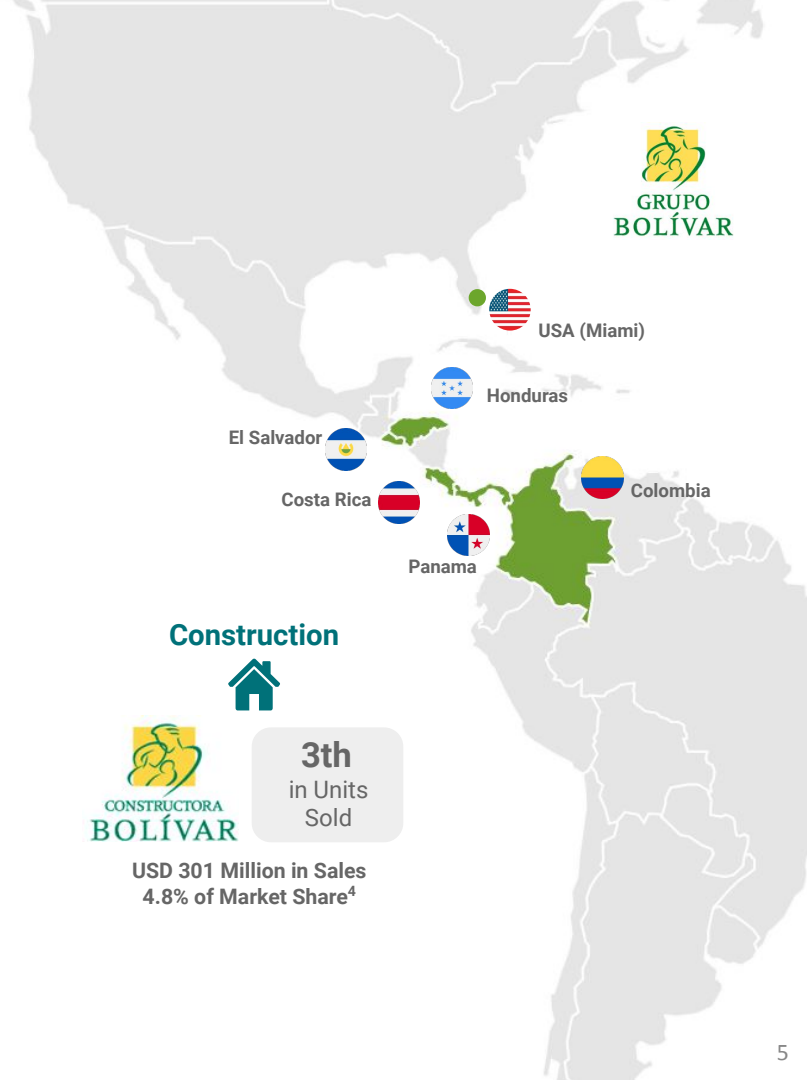 GRUPO
BOLÍVAR
USA (Miami)
Honduras
El Salvador
Costa Rica
Colombia
Panama
Construction
CONSTRUCTORA
BOLÍVAR
3th
in Units
Sold
USD 301 Million in Sales
4.8% of Market Share⁴
5